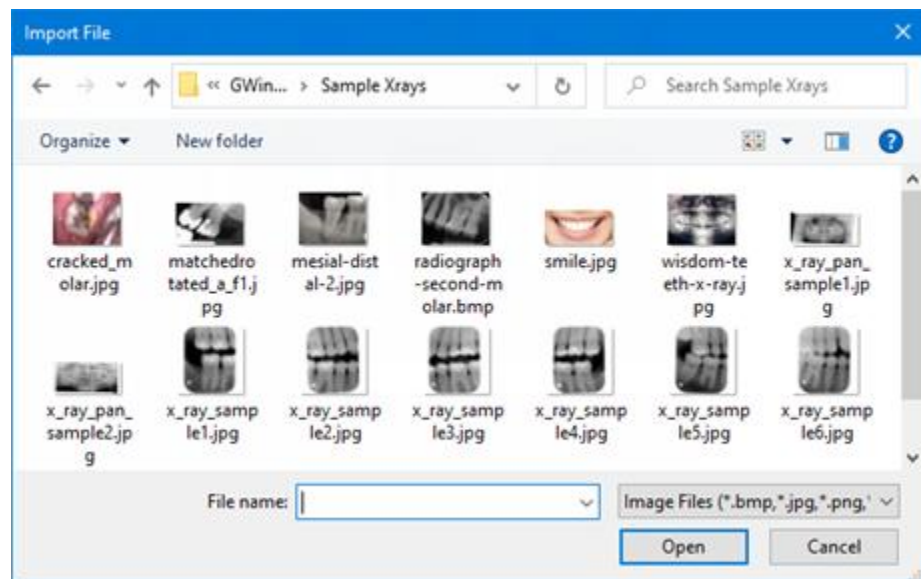 Import File
« GWin... › Sample Xrays
Search Sample Xrays
Organize
New folder
cracked_m
olar.jpg
matchedro
tated_a_f1.j
pg
mesial-dist
al-2.jpg
radiograph
-second-m
olar.bmp
smile.jpg
wisdom-te
eth-x-ray.j
pg
x_ray_pan_
sample1.jp
g
x_ray_pan_
sample2.jp
g
x_ray_samp
le1.jpg
x_ray_samp
le2.jpg
x_ray_samp
le3.jpg
x_ray_samp
le4.jpg
x_ray_samp
le5.jpg
x_ray_samp
le6.jpg
File name:
Image Files (*.bmp,*.jpg,*.png,*
Open
Cancel